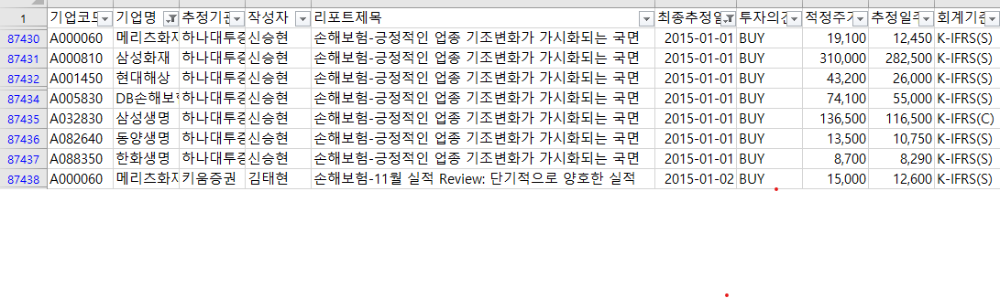 1 기업코드 기업명 추정기관 작성자 리포트제목 최종추정일 투자의견 적정주가 추정일주 회계기준
87430 A000060 메리츠화재 하나대투증 신승현 손해보험-긍정적인 업종 기조변화가 가시화되는 국면 2015-01-01 BUY 19,100 12,450 K-IFRS(S)
87431 A000810 삼성화재 하나대투증 신승현 손해보험-긍정적인 업종 기조변화가 가시화되는 국면 2015-01-01 BUY 310,000 282,500 K-IFRS(S)
87432 A001450 현대해상 하나대투증 신승현 손해보험-긍정적인 업종 기조변화가 가시화되는 국면 2015-01-01 BUY 43,200 26,000 K-IFRS(S)
87434 A005830 DB손해보험 하나대투증 신승현 손해보험-긍정적인 업종 기조변화가 가시화되는 국면 2015-01-01 BUY 74,100 55,000 K-IFRS(S)
87435 A032830 삼성생명 하나대투증 신승현 손해보험-긍정적인 업종 기조변화가 가시화되는 국면 2015-01-01 BUY 136,500 116,500 K-IFRS(C)
87436 A082640 동양생명 하나대투증 신승현 손해보험-긍정적인 업종 기조변화가 가시화되는 국면 2015-01-01 BUY 13,500 10,750 K-IFRS(S)
87437 A088350 한화생명 하나대투증 신승현 손해보험-긍정적인 업종 기조변화가 가시화되는 국면 2015-01-01 BUY 8,700 8,290 K-IFRS(S)
87438 A000060 메리츠화재 키움증권 김태현 손해보험-11월 실적 Review: 단기적으로 양호한 실적 2015-01-02 BUY 15,000 12,600 K-IFRS(S)